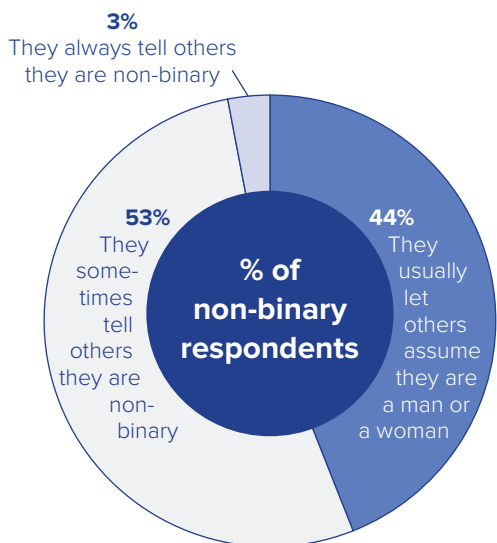 3%
They always tell others
they are non-binary
53%
They
some-
times
tell
others
they are
non-
binary
% of
non-binary
respondents
44%
They
usually
let
others
assume
they are
a man or
a woman